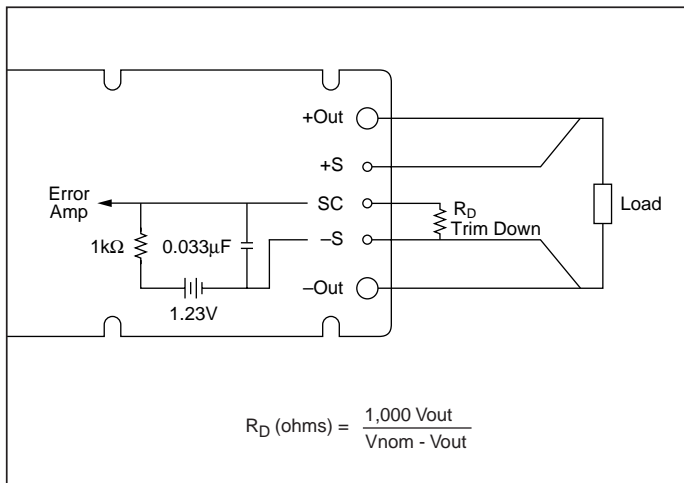 +Out
+S
Error
Amp
SC
R_D
Trim Down
Load
1kΩ
0.033µF
–S
1.23V
–Out
R_D (ohms) = 1,000 Vout
Vnom - Vout